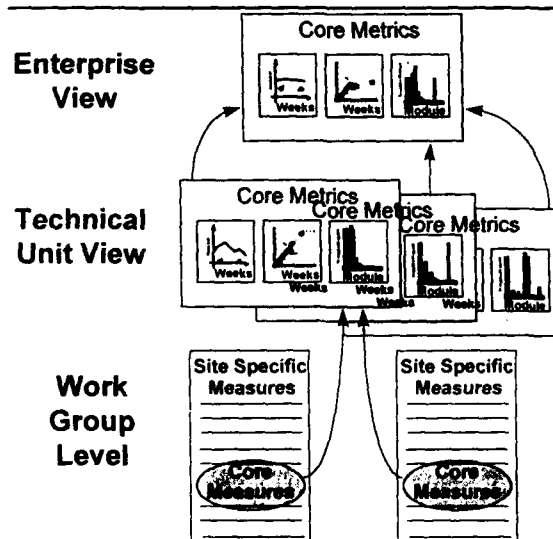 Core Metrics
Enterprise
View
Weeks
Weeks
Module
Core Metrics
Core Metrics
Core Metrics
Technical
Unit View
Weeks
Weeks
Module
Module
Weeks
Weeks
Weeks
Weeks
Site Specific
Measures
Site Specific
Measures
Work
Group
Level
Core
Measures
Core
Measures